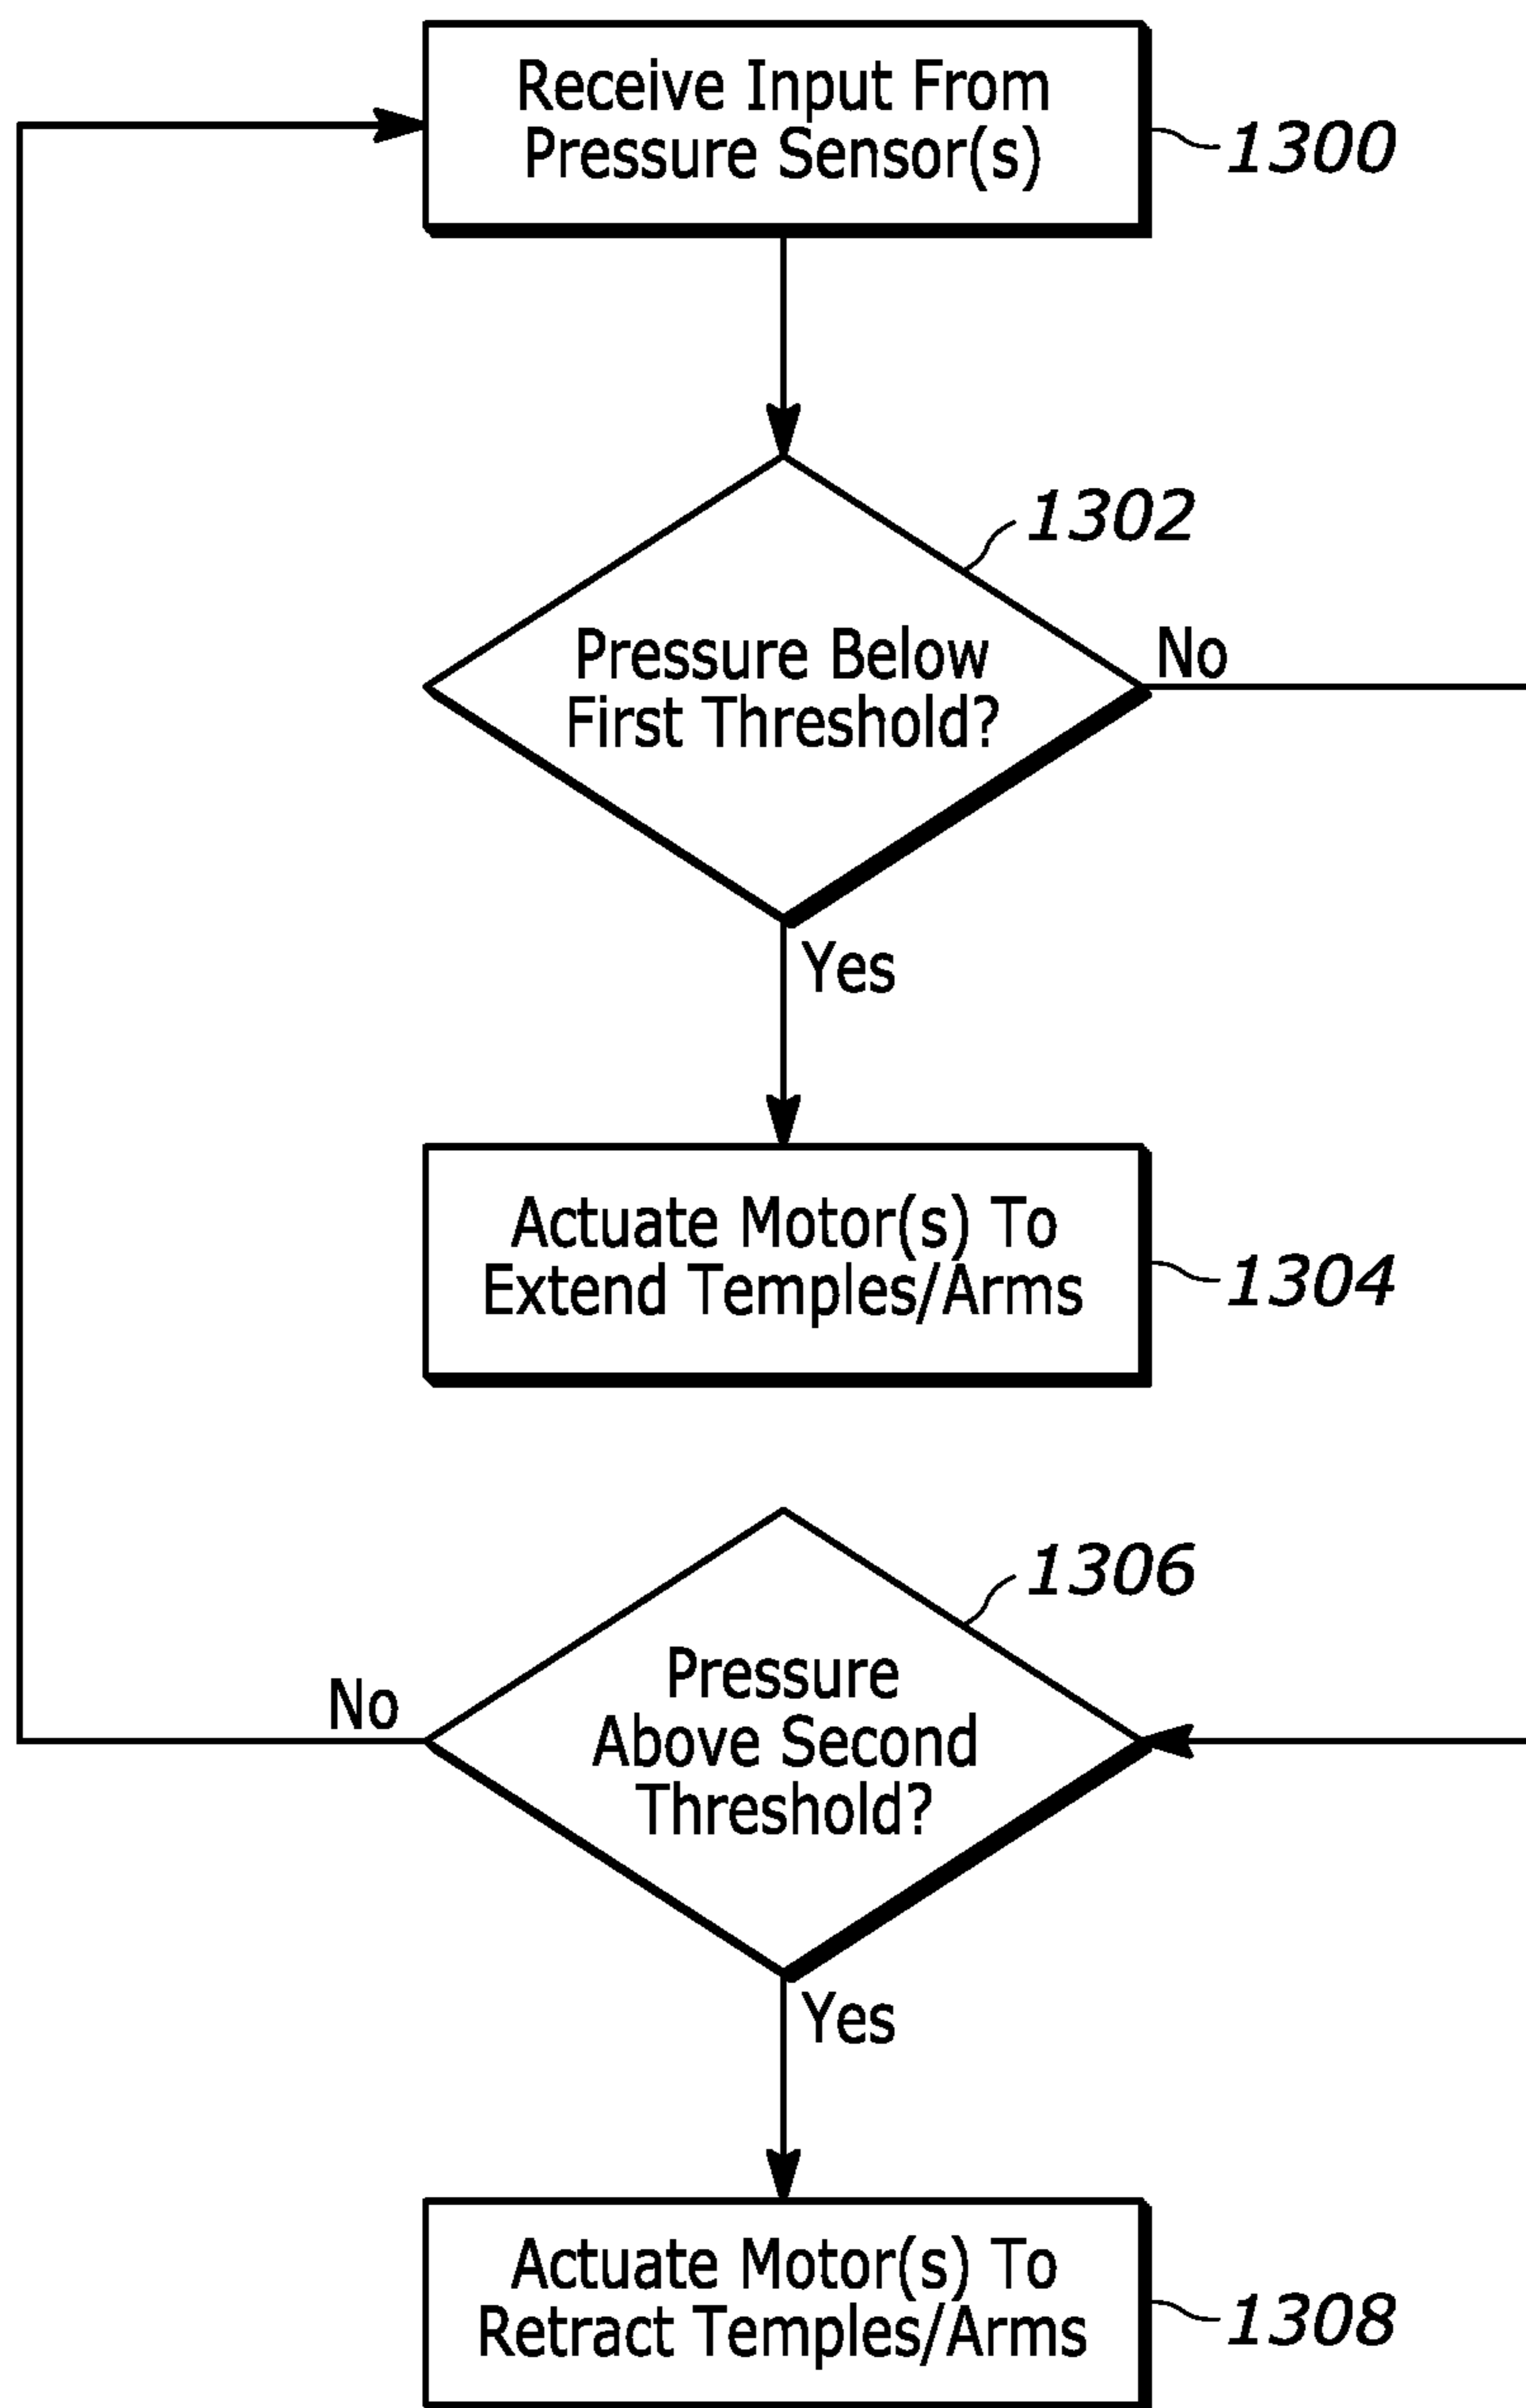 Receive Input From
Pressure Sensor(s)
1300
1302
Pressure Below
First Threshold?
No
Yes
Actuate Motor(s) To
Extend Temples/Arms
1304
1306
Pressure
Above Second
Threshold?
No
Yes
Actuate Motor(s) To
Retract Temples/Arms
1308